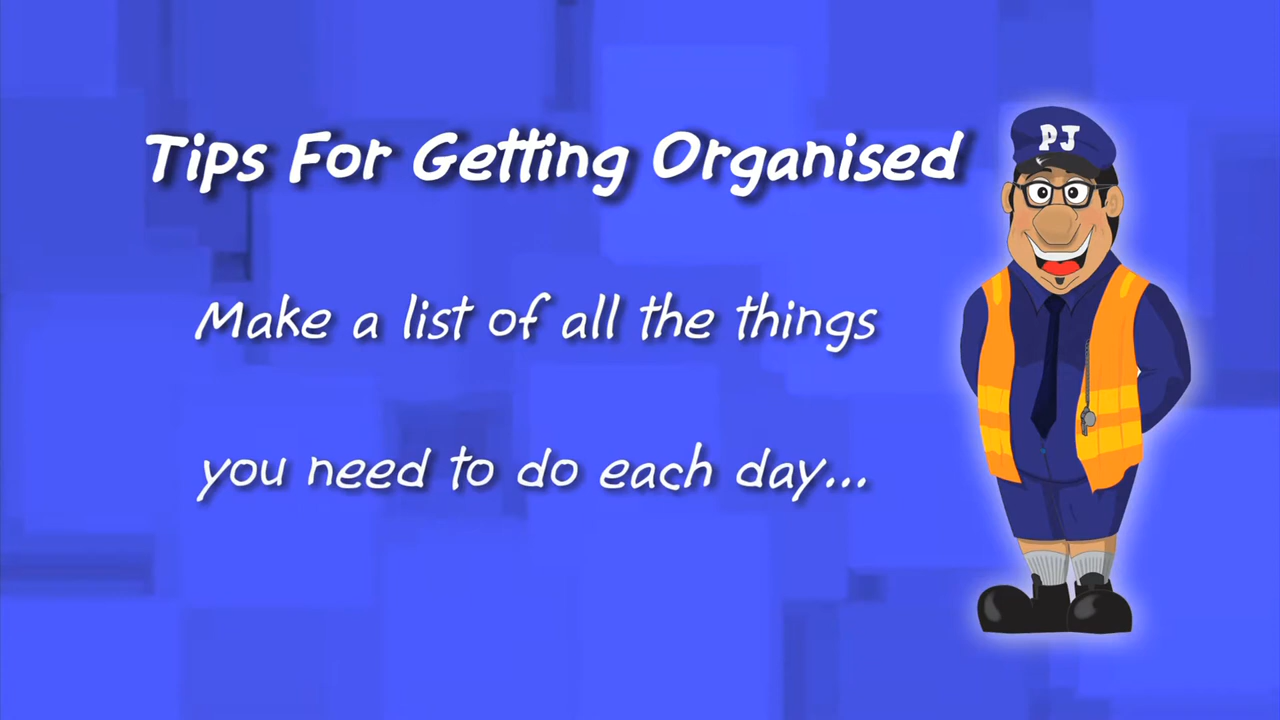 Tips For Getting Organised
PJ
Make a list of all the things
you need to do each day...